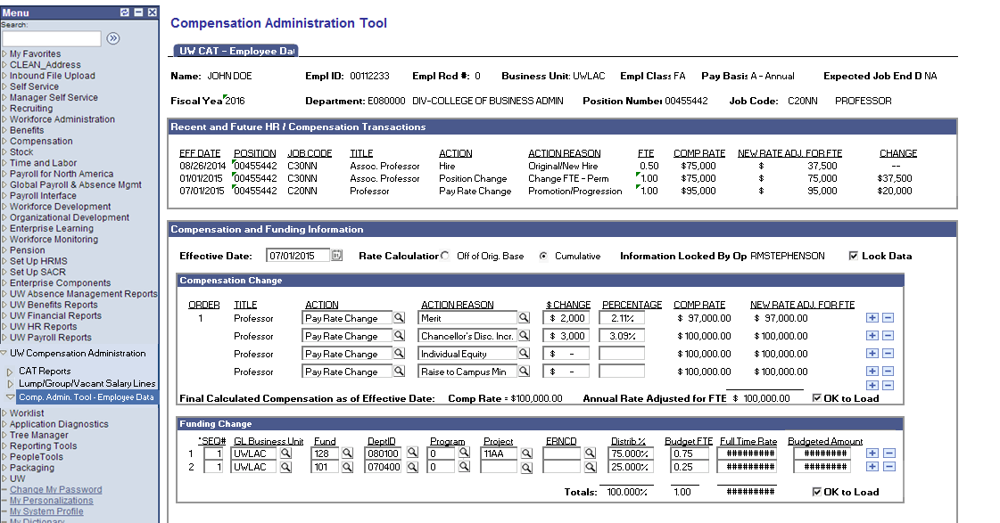 Menu
Search:
My Favorites
CLEAN_Address
Inbound File Upload
Self Service
Manager Self Service
Recruiting
Workforce Administration
Benefits
Compensation
Stock
Time and Labor
Payroll for North America
Global Payroll & Absence Mgmt
Payroll Interface
Workforce Development
Organizational Development
Enterprise Learning
Workforce Monitoring
Pension
Set Up HRMS
Set Up SACR
Enterprise Components
UW Absence Management Reports
UW Benefits Reports
UW Financial Reports
UW HR Reports
UW Payroll Reports
UW Compensation Administration
CAT Reports
Lump/Group/Vacant Salary Lines
Comp. Admin. Tool - Employee Data
Worklist
Application Diagnostics
Tree Manager
Reporting Tools
PeopleTools
Packaging
UW
Change My Password
My Personalizations
My System Profile
My Dictionary
Compensation Administration Tool
UW CAT - Employee Dat
Name: JOHN DOE Empl ID: 00112233 Empl Rcd #: 0 Business Unit: UWLAC Empl Class: FA Pay Basis A - Annual Expected Job End D NA
Fiscal Yea 2016 Department: E080000 DIV-COLLEGE OF BUSINESS ADMIN Position Number 00455442 Job Code: C20NN PROFESSOR
Recent and Future HR / Compensation Transactions
EFF DATE POSITION JOB CODE TITLE ACTION ACTION REASON FTE COMP RATE NEW RATE ADJ. FOR FTE CHANGE
08/26/2014 00455442 C30NN Assoc. Professor Hire Original/New Hire 0.50 $75,000 $ 37,500 --
01/01/2015 00455442 C30NN Assoc. Professor Position Change Change FTE - Perm 1.00 $75,000 $ 75,000 $37,500
07/01/2015 00455442 C20NN Professor Pay Rate Change Promotion/Progression 1.00 $95,000 $ 95,000 $20,000
Compensation and Funding Information
Effective Date: 07/01/2015 Rate Calculation Off of Orig. Base Cumulative Information Locked By Op RMSTEPHENSON Lock Data
Compensation Change
ORDER TITLE ACTION ACTION REASON $ CHANGE PERCENTAGE COMP RATE NEW RATE ADJ. FOR FTE
1 Professor Pay Rate Change Merit $ 2,000 2.11% $ 97,000.00 $ 97,000.00
Professor Pay Rate Change Chancellor's Disc. Incr. $ 3,000 3.09% $ 100,000.00 $ 100,000.00
Professor Pay Rate Change Individual Equity $ - $ 100,000.00 $ 100,000.00
Professor Pay Rate Change Raise to Campus Min $ - $ 100,000.00 $ 100,000.00
Final Calculated Compensation as of Effective Date: Comp Rate = $100,000.00 Annual Rate Adjusted for FTE $ 100,000.00 OK to Load
Funding Change
*SEQ# GL Business Unit Fund DeptID Program Project ERNCD Distrib % Budget FTE Full Time Rate Budgeted Amount
1 1 UWLAC 128 080100 0 11AA 75.000% 0.75 ######### ########
2 1 UWLAC 101 070400 0 25.000% 0.25 ######### ########
Totals: 100.000% 1.00 ######### OK to Load